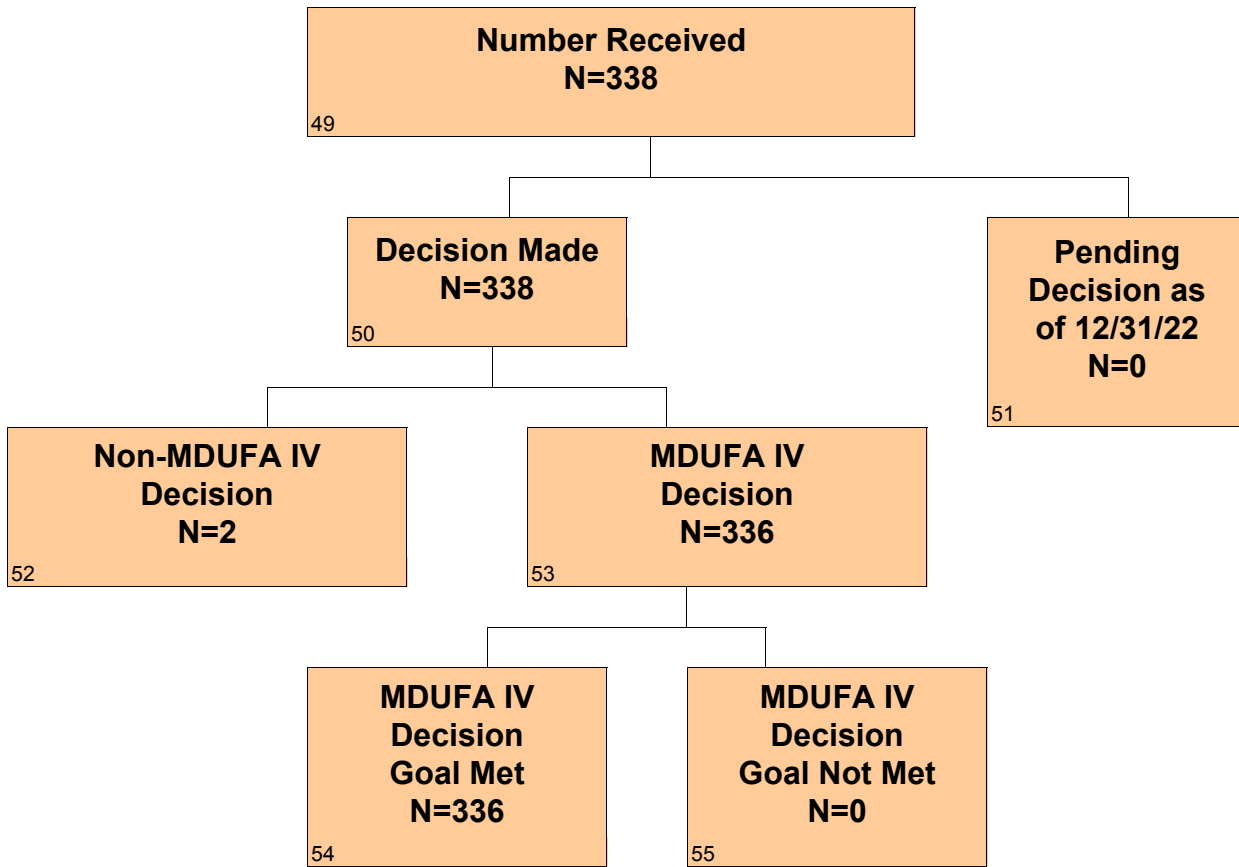 Number Received
N=338
49
Decision Made
N=338
50
Pending
Decision as
of 12/31/22
N=0
51
Non-MDUFA IV
Decision
N=2
52
MDUFA IV
Decision
N=336
53
MDUFA IV
Decision
Goal Met
N=336
54
MDUFA IV
Decision
Goal Not Met
N=0
55